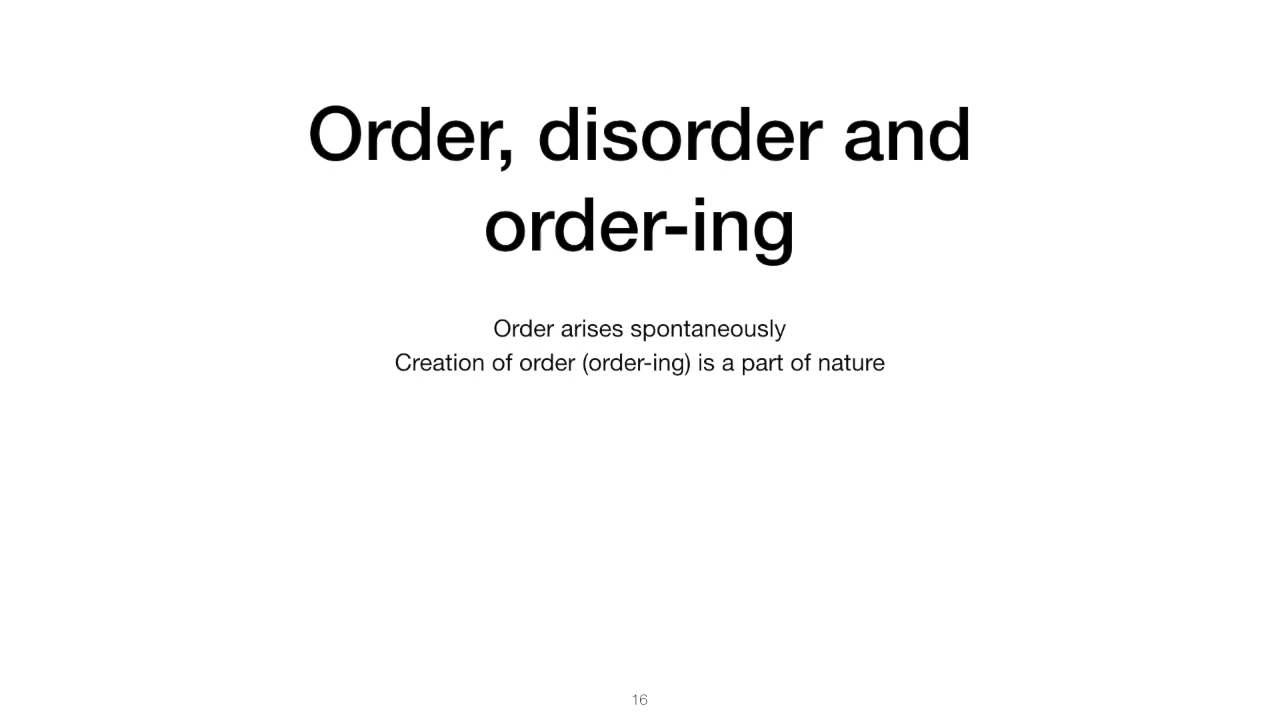 Order, disorder and
order-ing
Order arises spontaneously
Creation of order (order-ing) is a part of nature
16